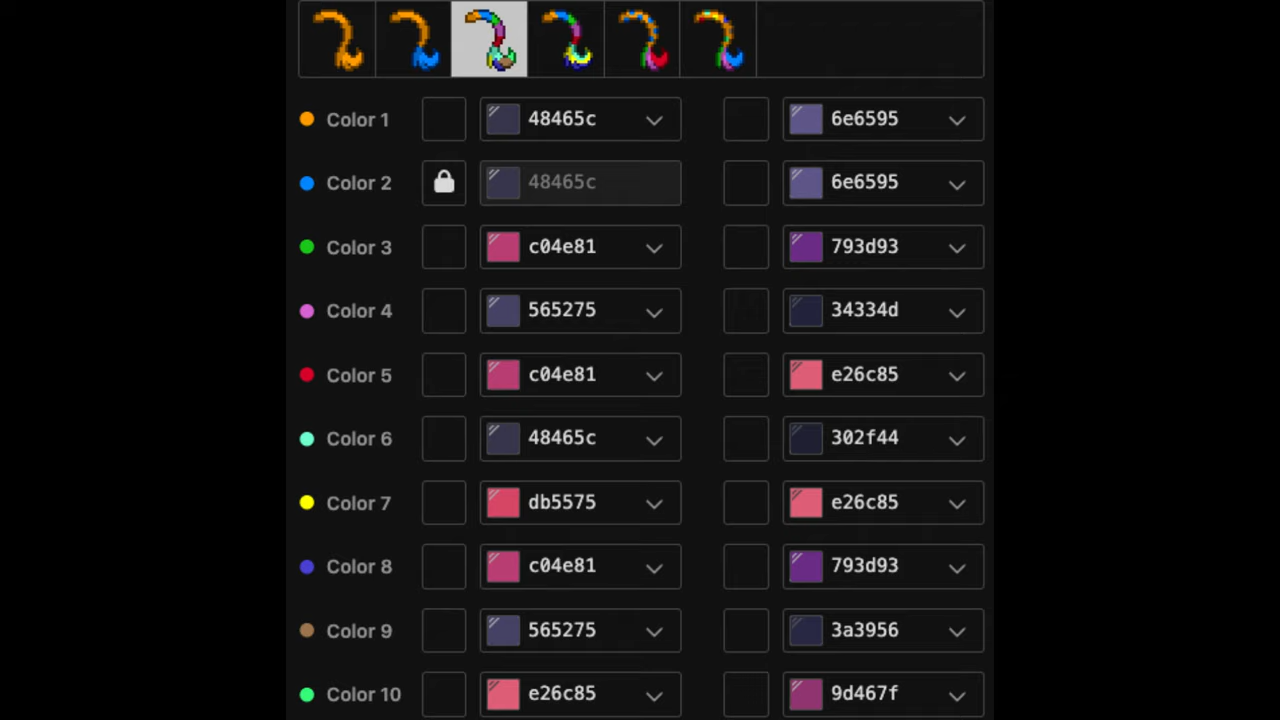 Color 1 48465c 6e6595
Color 2 48465c 6e6595
Color 3 c04e81 793d93
Color 4 565275 34334d
Color 5 c04e81 e26c85
Color 6 48465c 302f44
Color 7 db5575 e26c85
Color 8 c04e81 793d93
Color 9 565275 3a3956
Color 10 e26c85 9d467f